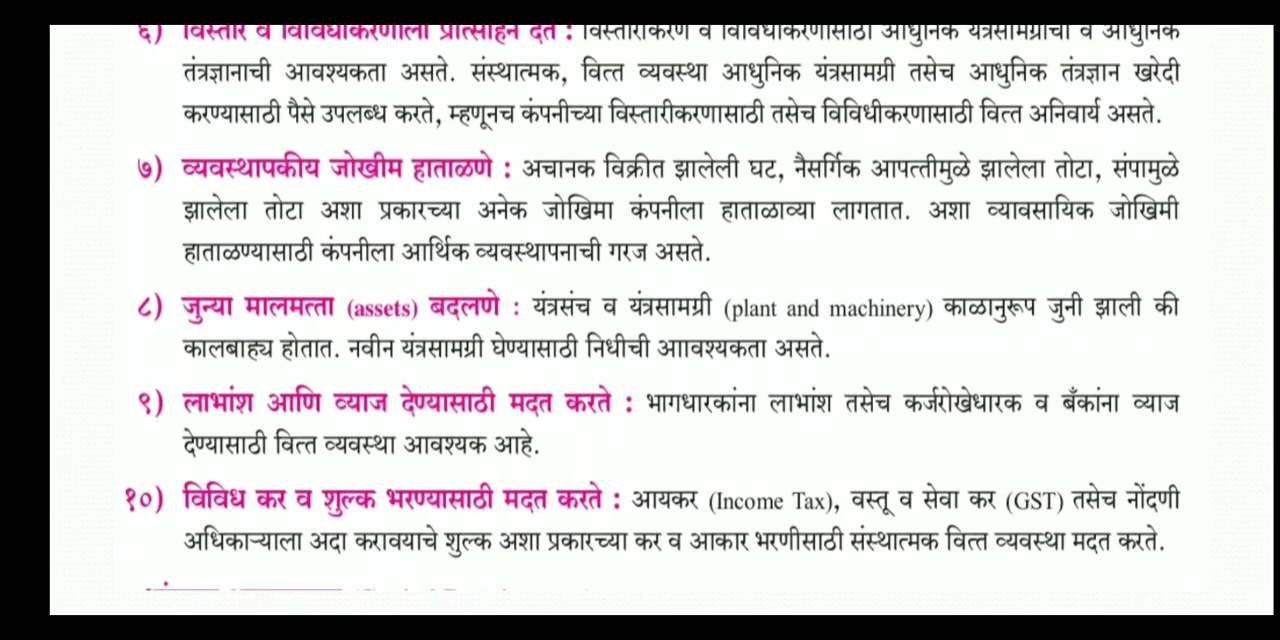 ६) विस्तार व विविधीकरणाला प्रोत्साहन देते : विस्तारीकरण व विविधीकरणासाठी आधुनिक यंत्रसामग्रीची व आधुनिक
तंत्रज्ञानाची आवश्यकता असते. संस्थात्मक, वित्त व्यवस्था आधुनिक यंत्रसामग्री तसेच आधुनिक तंत्रज्ञान खरेदी
करण्यासाठी पैसे उपलब्ध करते, म्हणूनच कंपनीच्या विस्तारीकरणासाठी तसेच विविधीकरणासाठी वित्त अनिवार्य असते.
७) व्यवस्थापकीय जोखीम हाताळणे : अचानक विक्रीत झालेली घट, नैसर्गिक आपत्तीमुळे झालेला तोटा, संपामुळे
झालेला तोटा अशा प्रकारच्या अनेक जोखिमा कंपनीला हाताळाव्या लागतात. अशा व्यावसायिक जोखिमी
हाताळण्यासाठी कंपनीला आर्थिक व्यवस्थापनाची गरज असते.
८) जुन्या मालमत्ता (assets) बदलणे : यंत्रसंच व यंत्रसामग्री (plant and machinery) काळानुरूप जुनी झाली की
कालबाह्य होतात. नवीन यंत्रसामग्री घेण्यासाठी निधीची आावश्यकता असते.
९) लाभांश आणि व्याज देण्यासाठी मदत करते : भागधारकांना लाभांश तसेच कर्जरोखेधारक व बँकांना व्याज
देण्यासाठी वित्त व्यवस्था आवश्यक आहे.
१०) विविध कर व शुल्क भरण्यासाठी मदत करते : आयकर (Income Tax), वस्तू व सेवा कर (GST) तसेच नोंदणी
अधिकाऱ्याला अदा करावयाचे शुल्क अशा प्रकारच्या कर व आकार भरणीसाठी संस्थात्मक वित्त व्यवस्था मदत करते.